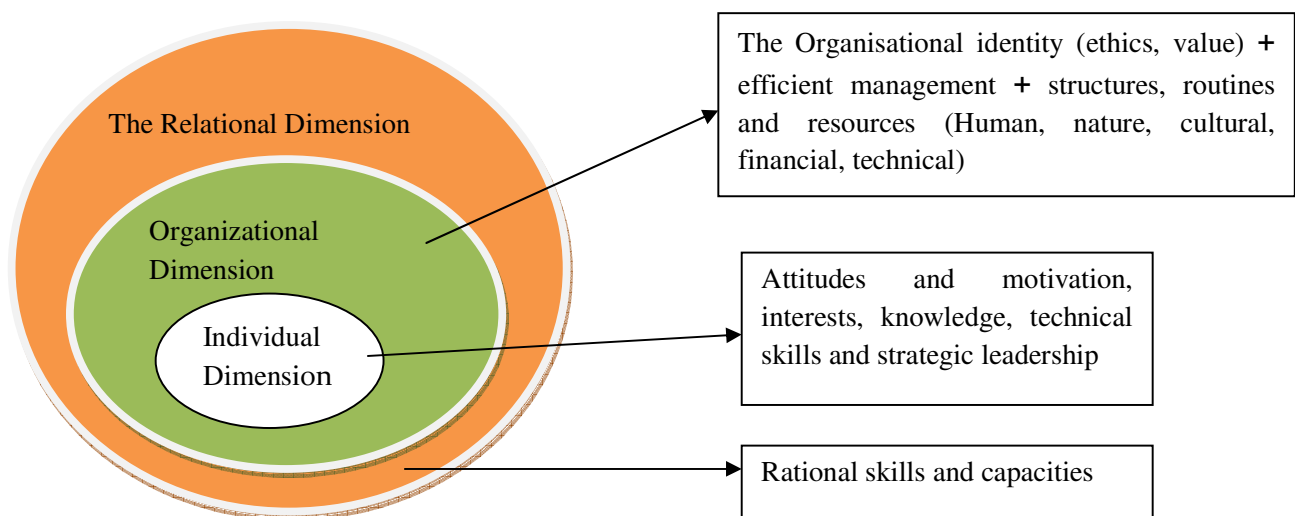 The Relational Dimension
Organizational
Dimension
Individual
Dimension
The Organisational identity (ethics, value) +
efficient management + structures, routines
and resources (Human, nature, cultural,
financial, technical)
Attitudes and motivation,
interests, knowledge, technical
skills and strategic leadership
Rational skills and capacities